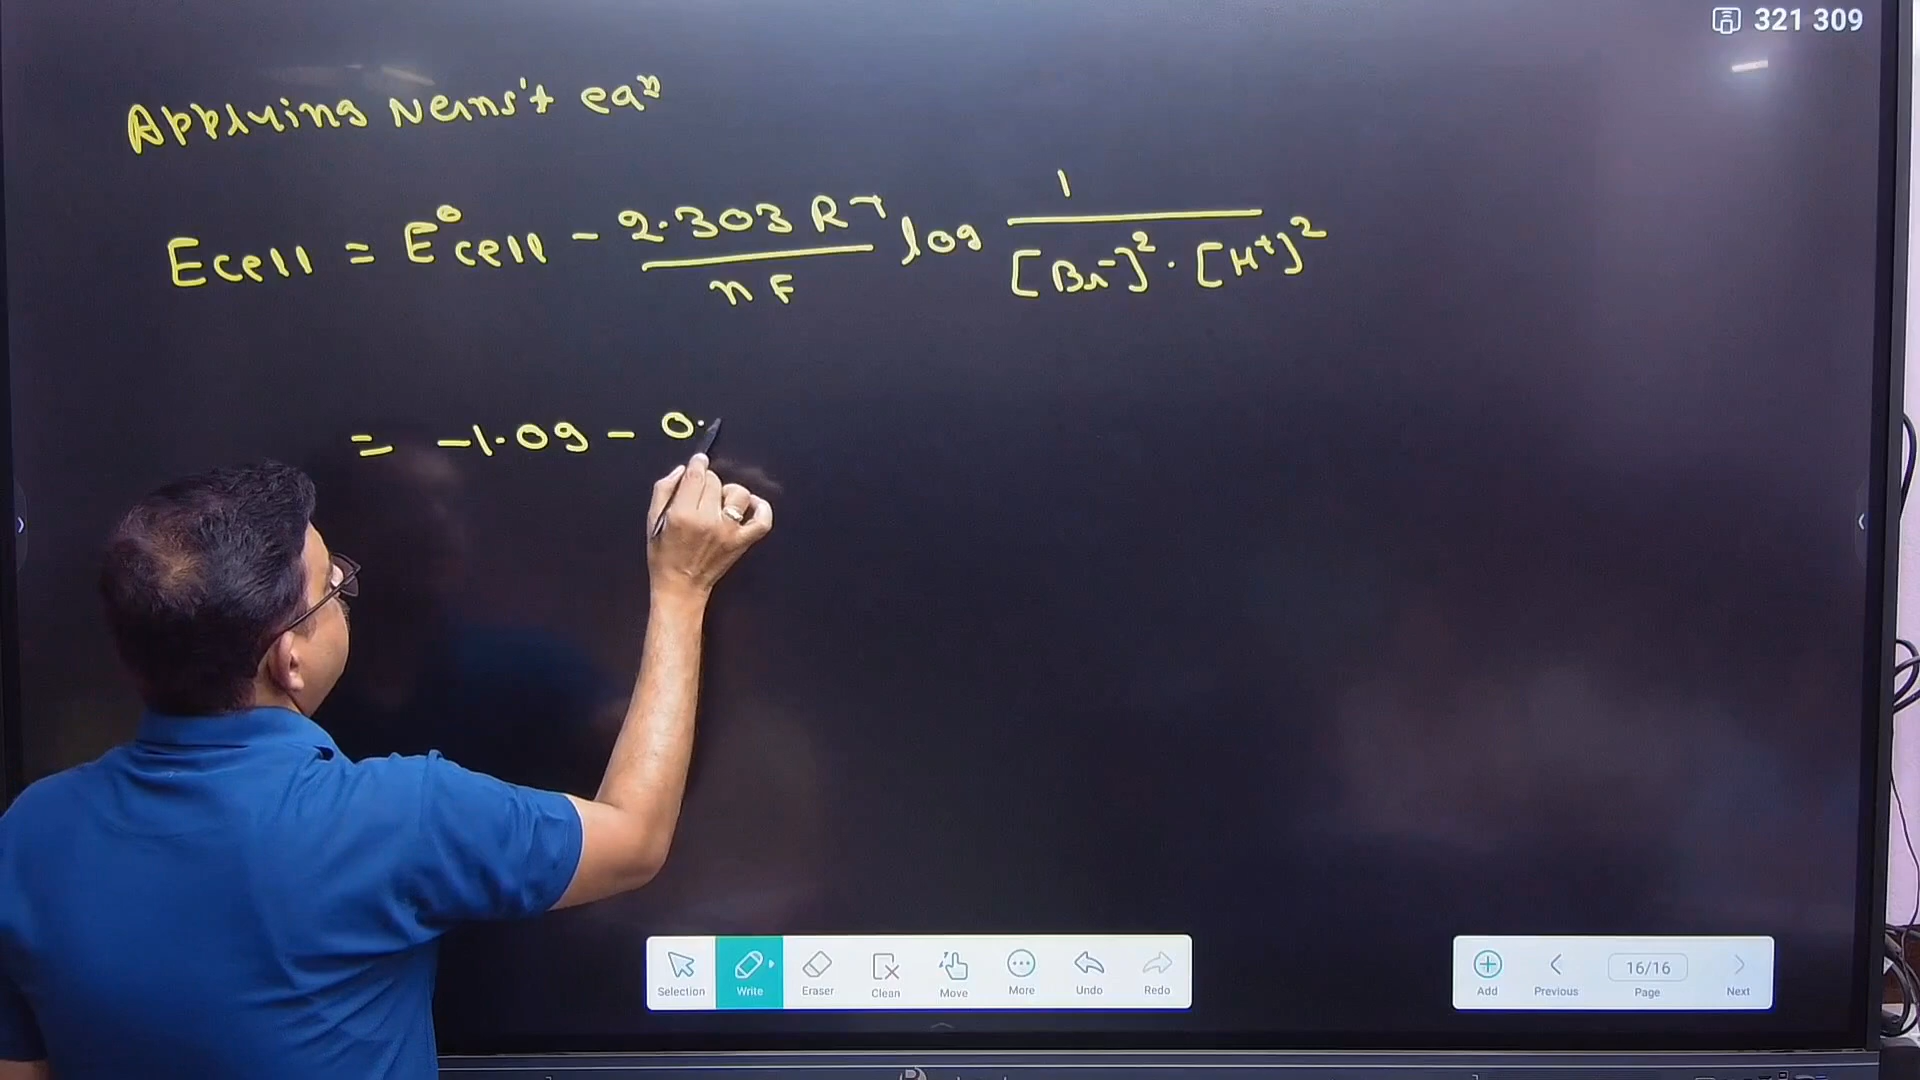 321 309
Applying Nerns't eqn
Ecell = E°cell - 2.303 RT / nF log 1 / [Br⁻]² · [H⁺]²
= -1.09 - 0.
Selection Write Eraser Clean Move More Undo Redo
Add Previous 16/16 Page Next